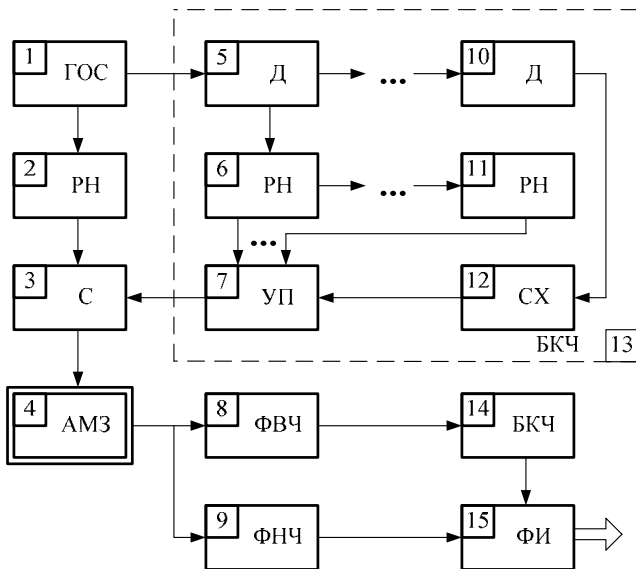 1 ГОС
5 Д
...
10 Д
2 РН
6 РН
...
11 РН
...
3 С
7 УП
12 СХ
БКЧ 13
4 АМЗ
8 ФВЧ
14 БКЧ
9 ФНЧ
15 ФИ